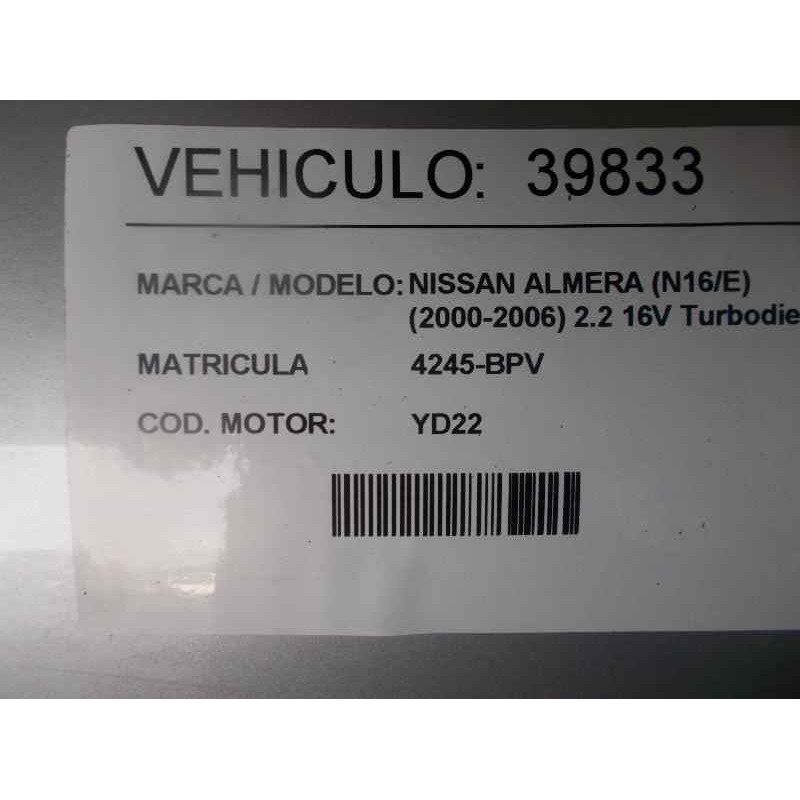 VEHICULO: 39833
MARCA / MODELO: NISSAN ALMERA (N16/E)
(2000-2006) 2.2 16V Turbodie
MATRICULA 4245-BPV
COD. MOTOR: YD22